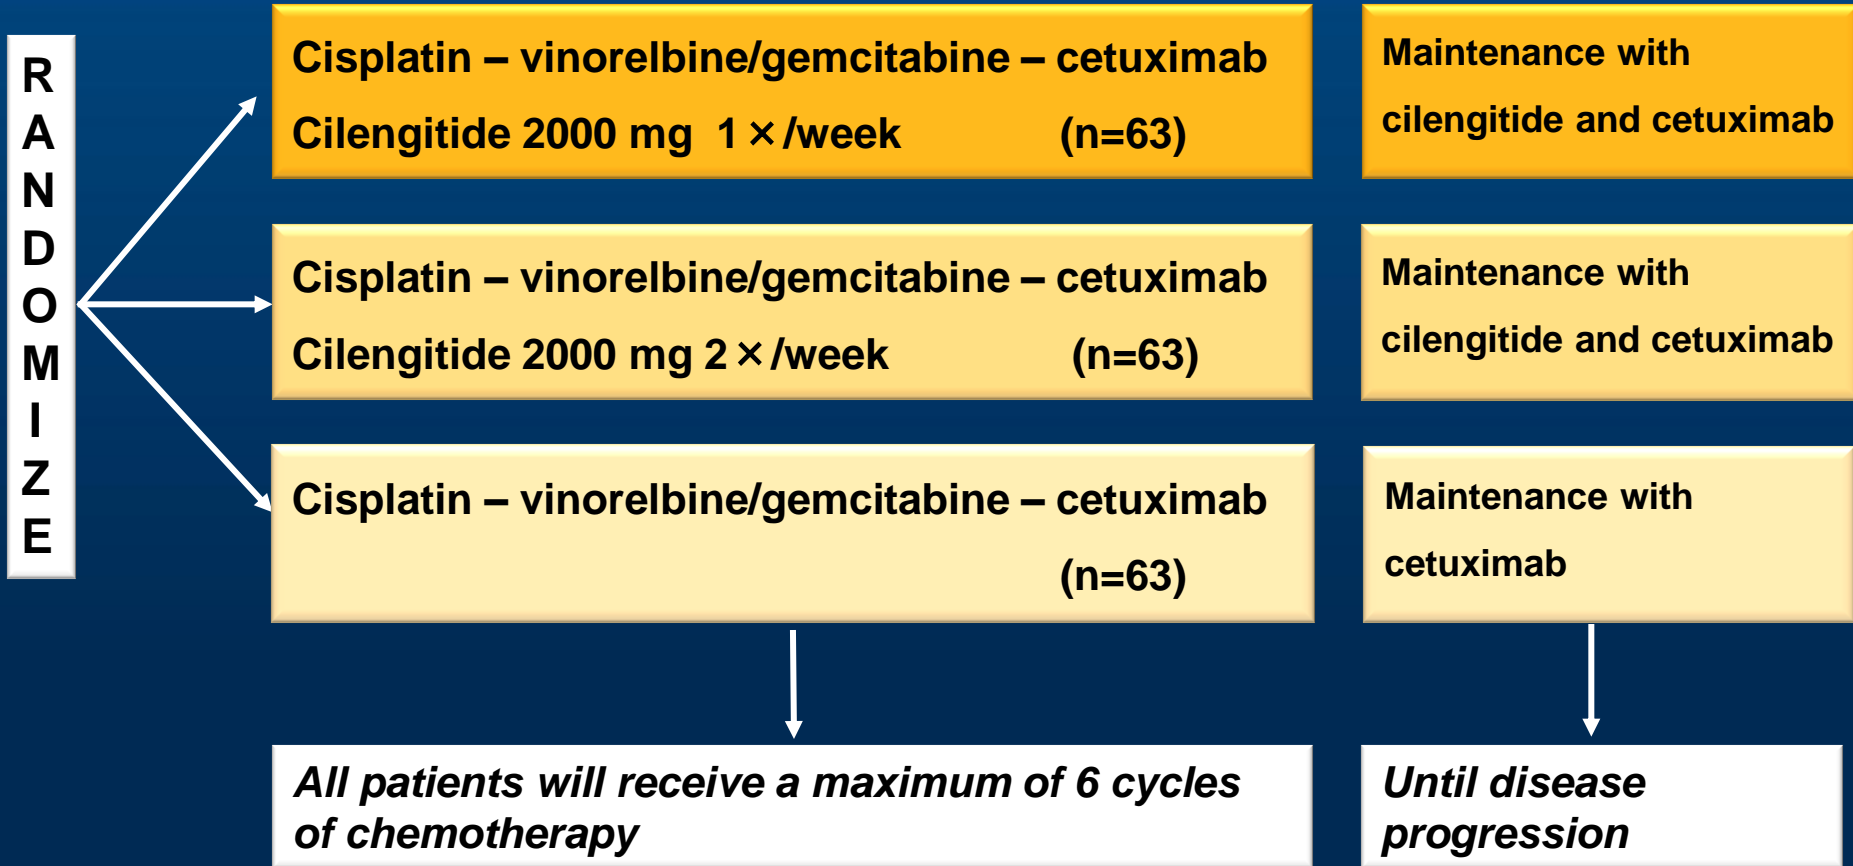 RANDOMIZE
Cisplatin – vinorelbine/gemcitabine – cetuximab
Cilengitide 2000 mg 1 × /week (n=63)
Maintenance with
cilengitide and cetuximab
Cisplatin – vinorelbine/gemcitabine – cetuximab
Cilengitide 2000 mg 2 × /week (n=63)
Maintenance with
cilengitide and cetuximab
Cisplatin – vinorelbine/gemcitabine – cetuximab
(n=63)
Maintenance with
cetuximab
All patients will receive a maximum of 6 cycles
of chemotherapy
Until disease
progression